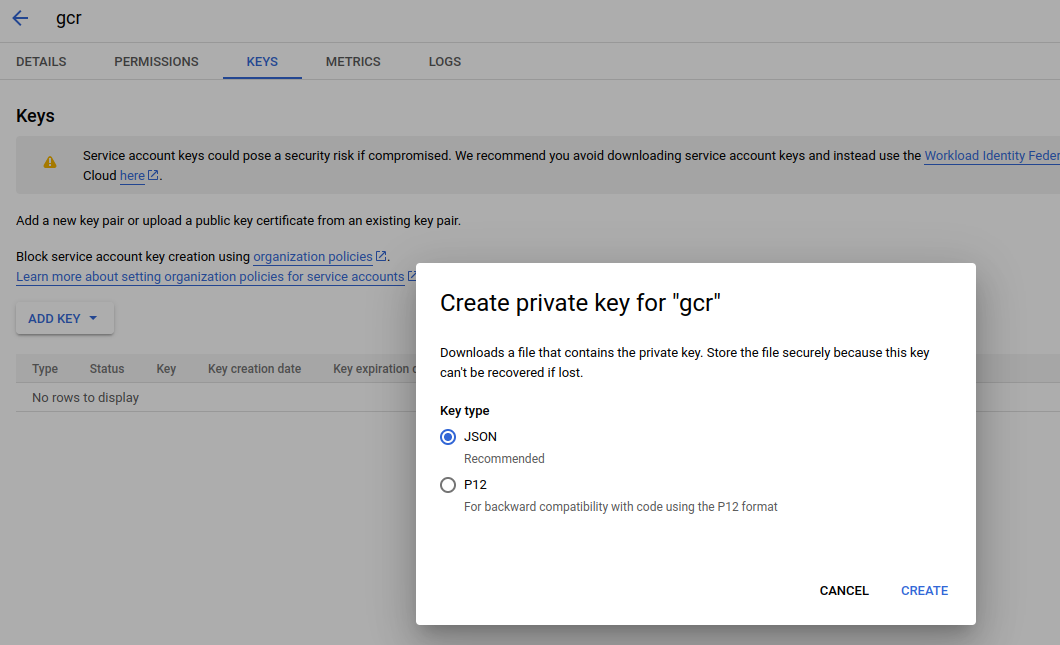 gcr
DETAILS PERMISSIONS KEYS METRICS LOGS
Keys
Service account keys could pose a security risk if compromised. We recommend you avoid downloading service account keys and instead use the Workload Identity
Cloud here.
Add a new key pair or upload a public key certificate from an existing key pair.
Block service account key creation using organization policies.
Learn more about setting organization policies for service accounts
ADD KEY
Type Status Key Key creation date Key expiration
No rows to display
Create private key for "gcr"
Downloads a file that contains the private key. Store the file securely because this key
can't be recovered if lost.
Key type
JSON
Recommended
P12
For backward compatibility with code using the P12 format
CANCEL CREATE